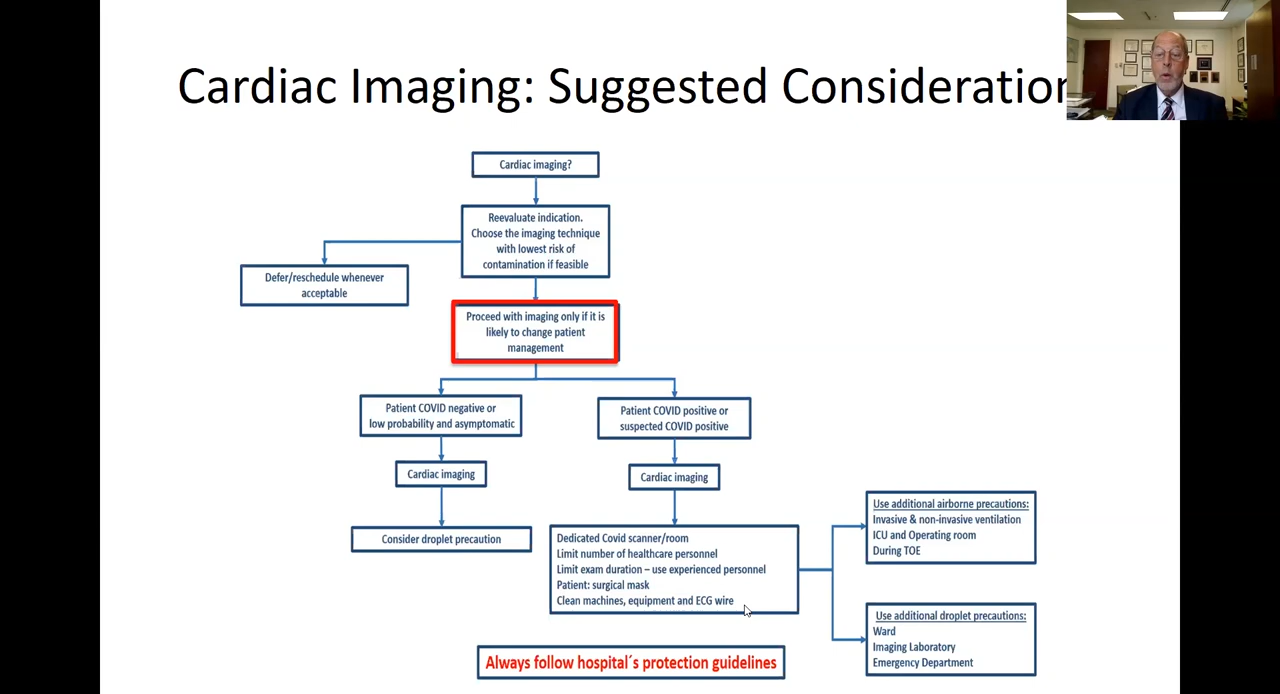 Cardiac Imaging: Suggested Consideration
Cardiac imaging?
Reevaluate indication.
Choose the imaging technique
with lowest risk of
contamination if feasible
Defer/reschedule whenever
acceptable
Proceed with imaging only if it is
likely to change patient
management
Patient COVID negative or
low probability and asymptomatic
Patient COVID positive or
suspected COVID positive
Cardiac imaging
Cardiac imaging
Consider droplet precaution
Dedicated Covid scanner/room
Limit number of healthcare personnel
Limit exam duration – use experienced personnel
Patient: surgical mask
Clean machines, equipment and ECG wire
Use additional airborne precautions:
Invasive & non-invasive ventilation
ICU and Operating room
During TOE
Use additional droplet precautions:
Ward
Imaging Laboratory
Emergency Department
Always follow hospital´s protection guidelines